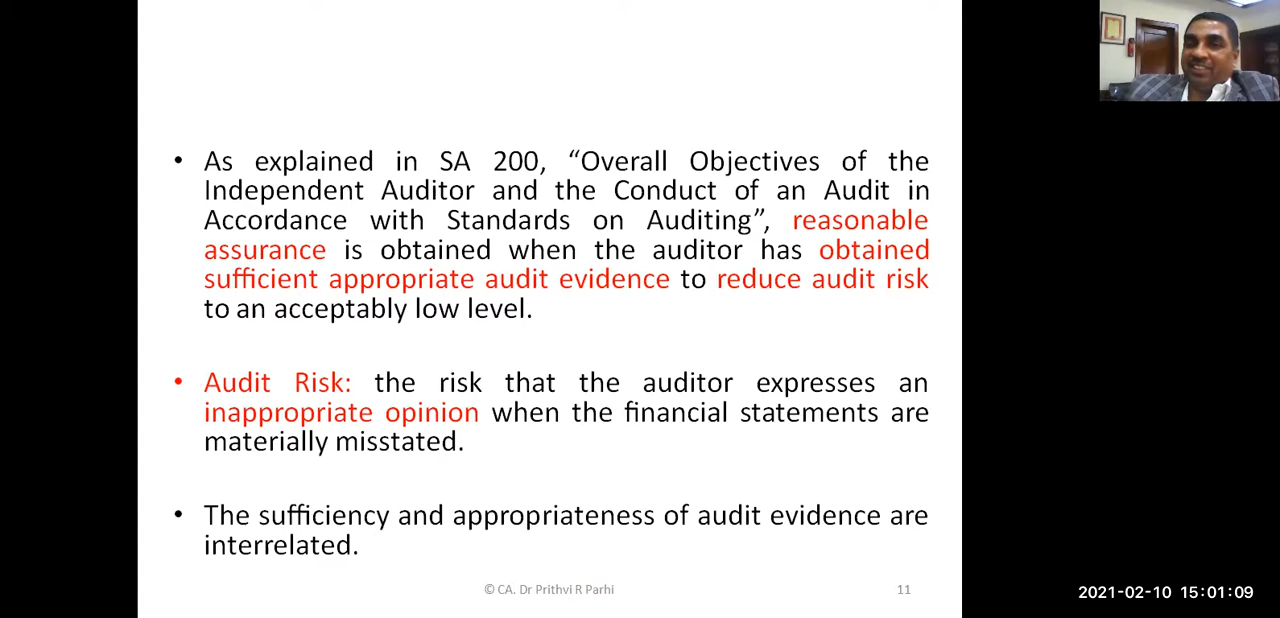 • As explained in SA 200, “Overall Objectives of the
Independent Auditor and the Conduct of an Audit in
Accordance with Standards on Auditing”, reasonable
assurance is obtained when the auditor has obtained
sufficient appropriate audit evidence to reduce audit risk
to an acceptably low level.
• Audit Risk: the risk that the auditor expresses an
inappropriate opinion when the financial statements are
materially misstated.
• The sufficiency and appropriateness of audit evidence are
interrelated.
© CA. Dr Prithvi R Parhi
11
2021-02-10 15:01:09